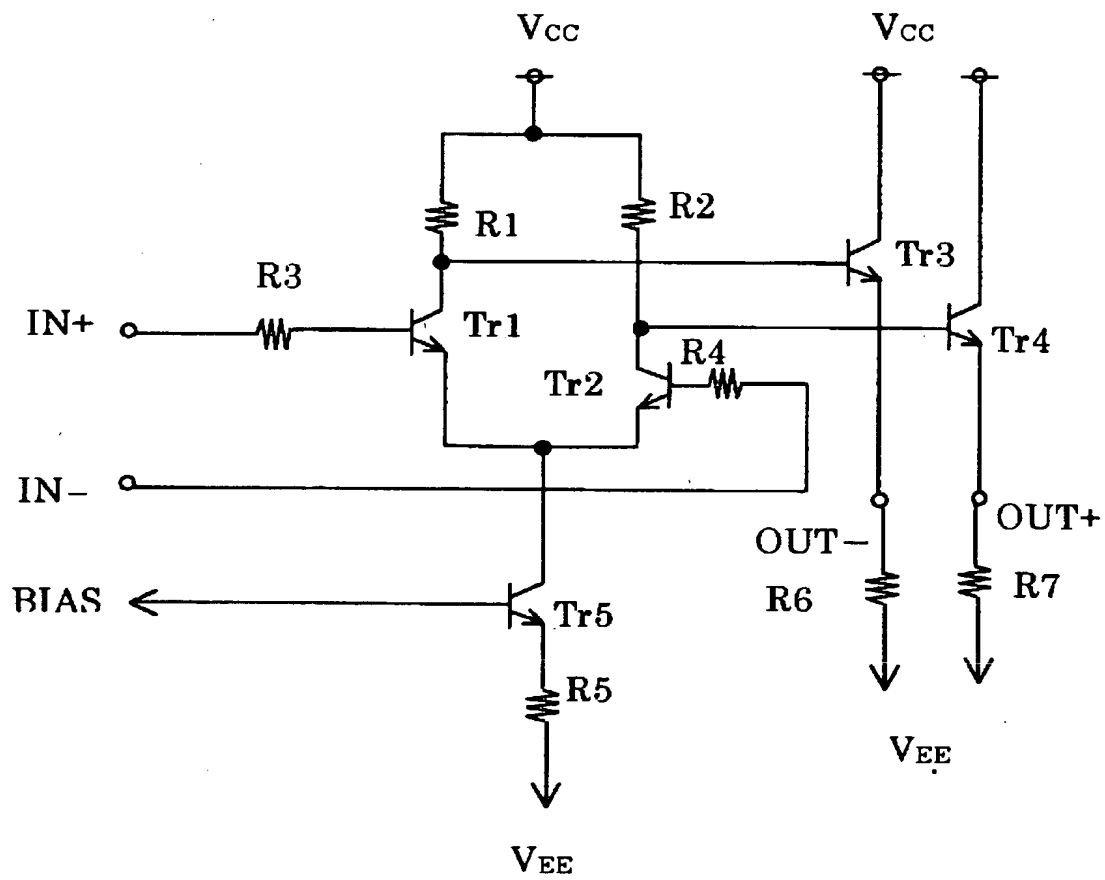 VCC
VCC
R1
R2
R3
Tr3
IN+
Tr1
Tr4
R4
Tr2
IN−
OUT−
OUT+
BIAS
Tr5
R6
R7
R5
VEE
VEE